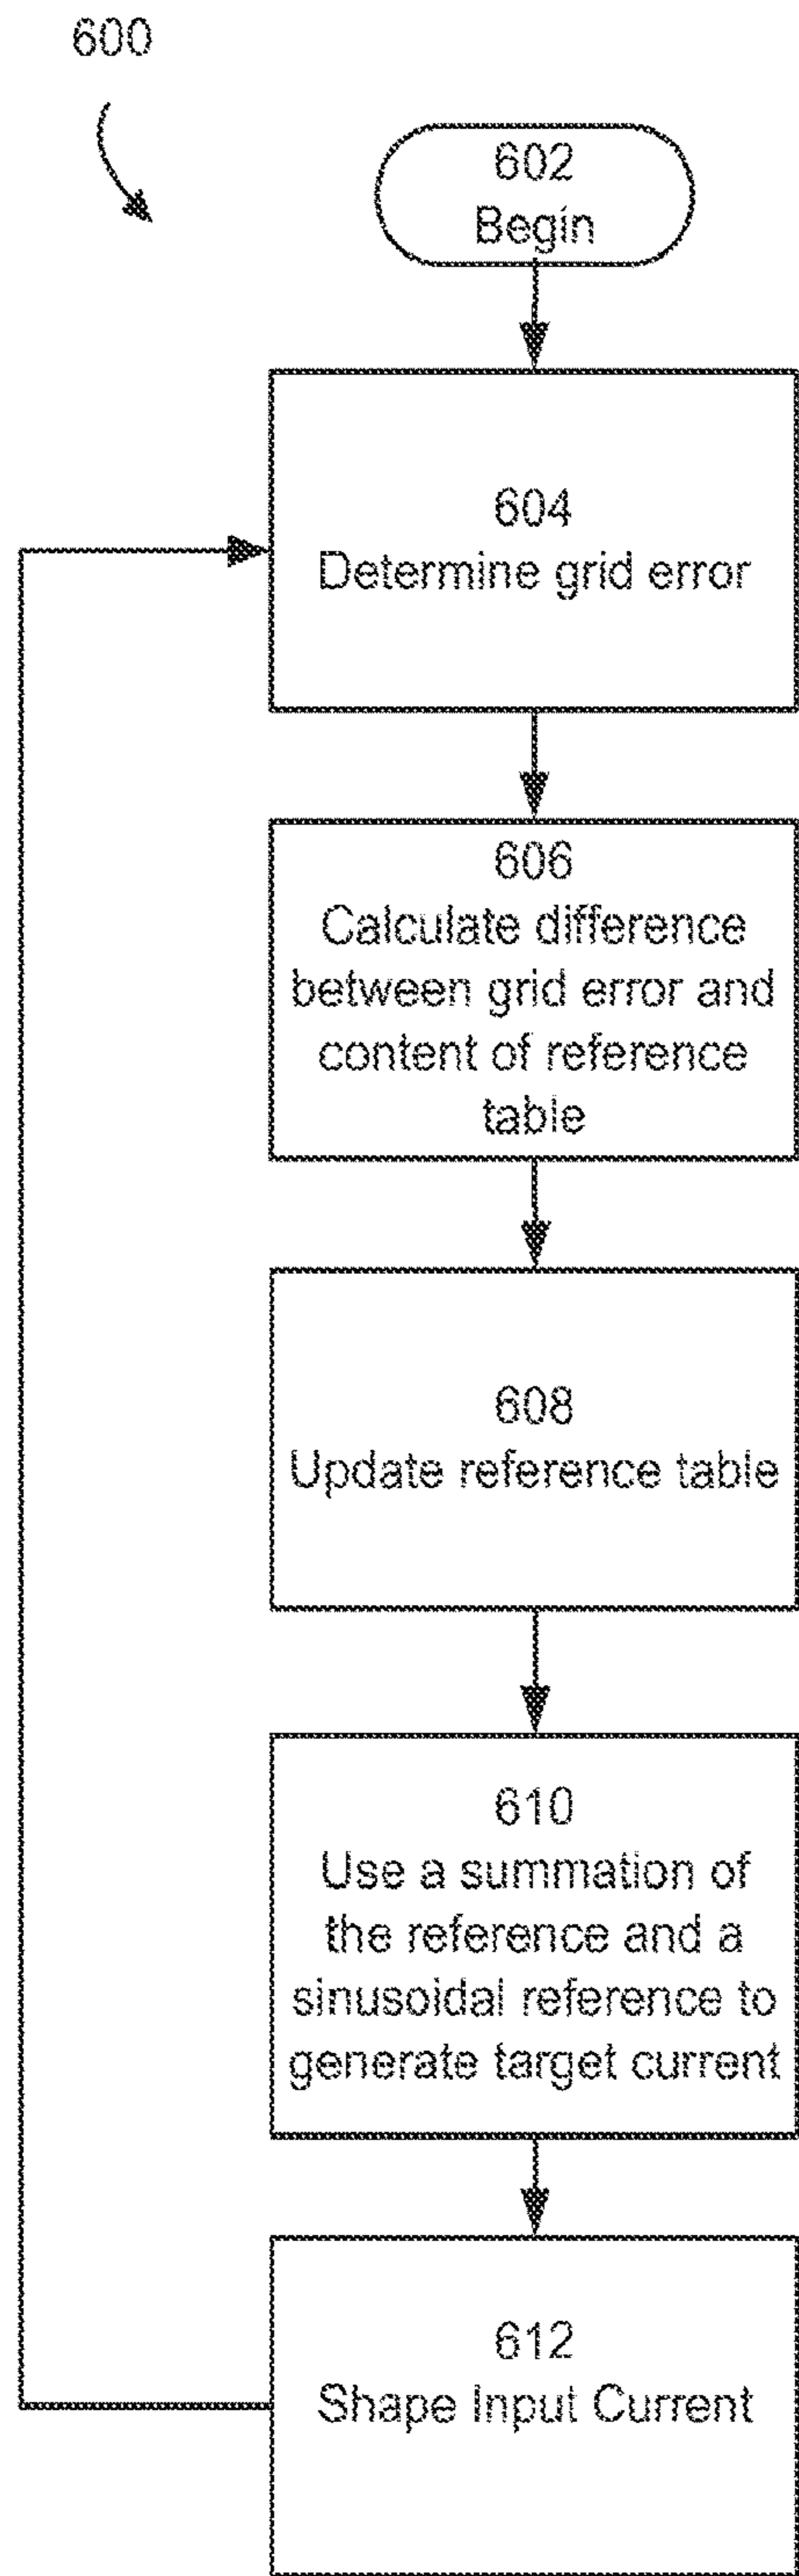 600
602
Begin
604
Determine grid error
606
Calculate difference
between grid error and
content of reference
table
608
Update reference table
610
Use a summation of
the reference and a
sinusoidal reference to
generate target current
612
Shape Input Current